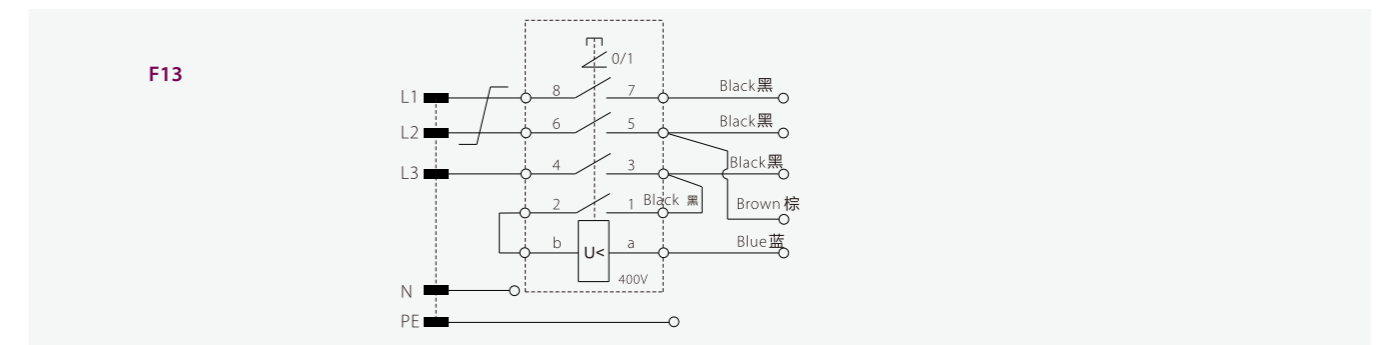 F13
0/1
L1 8 7 Black黑
L2 6 5 Black黑
L3 4 3 Black黑
2 1 Black 黑 Brown 棕
b U< a Blue蓝
400V
N
PE